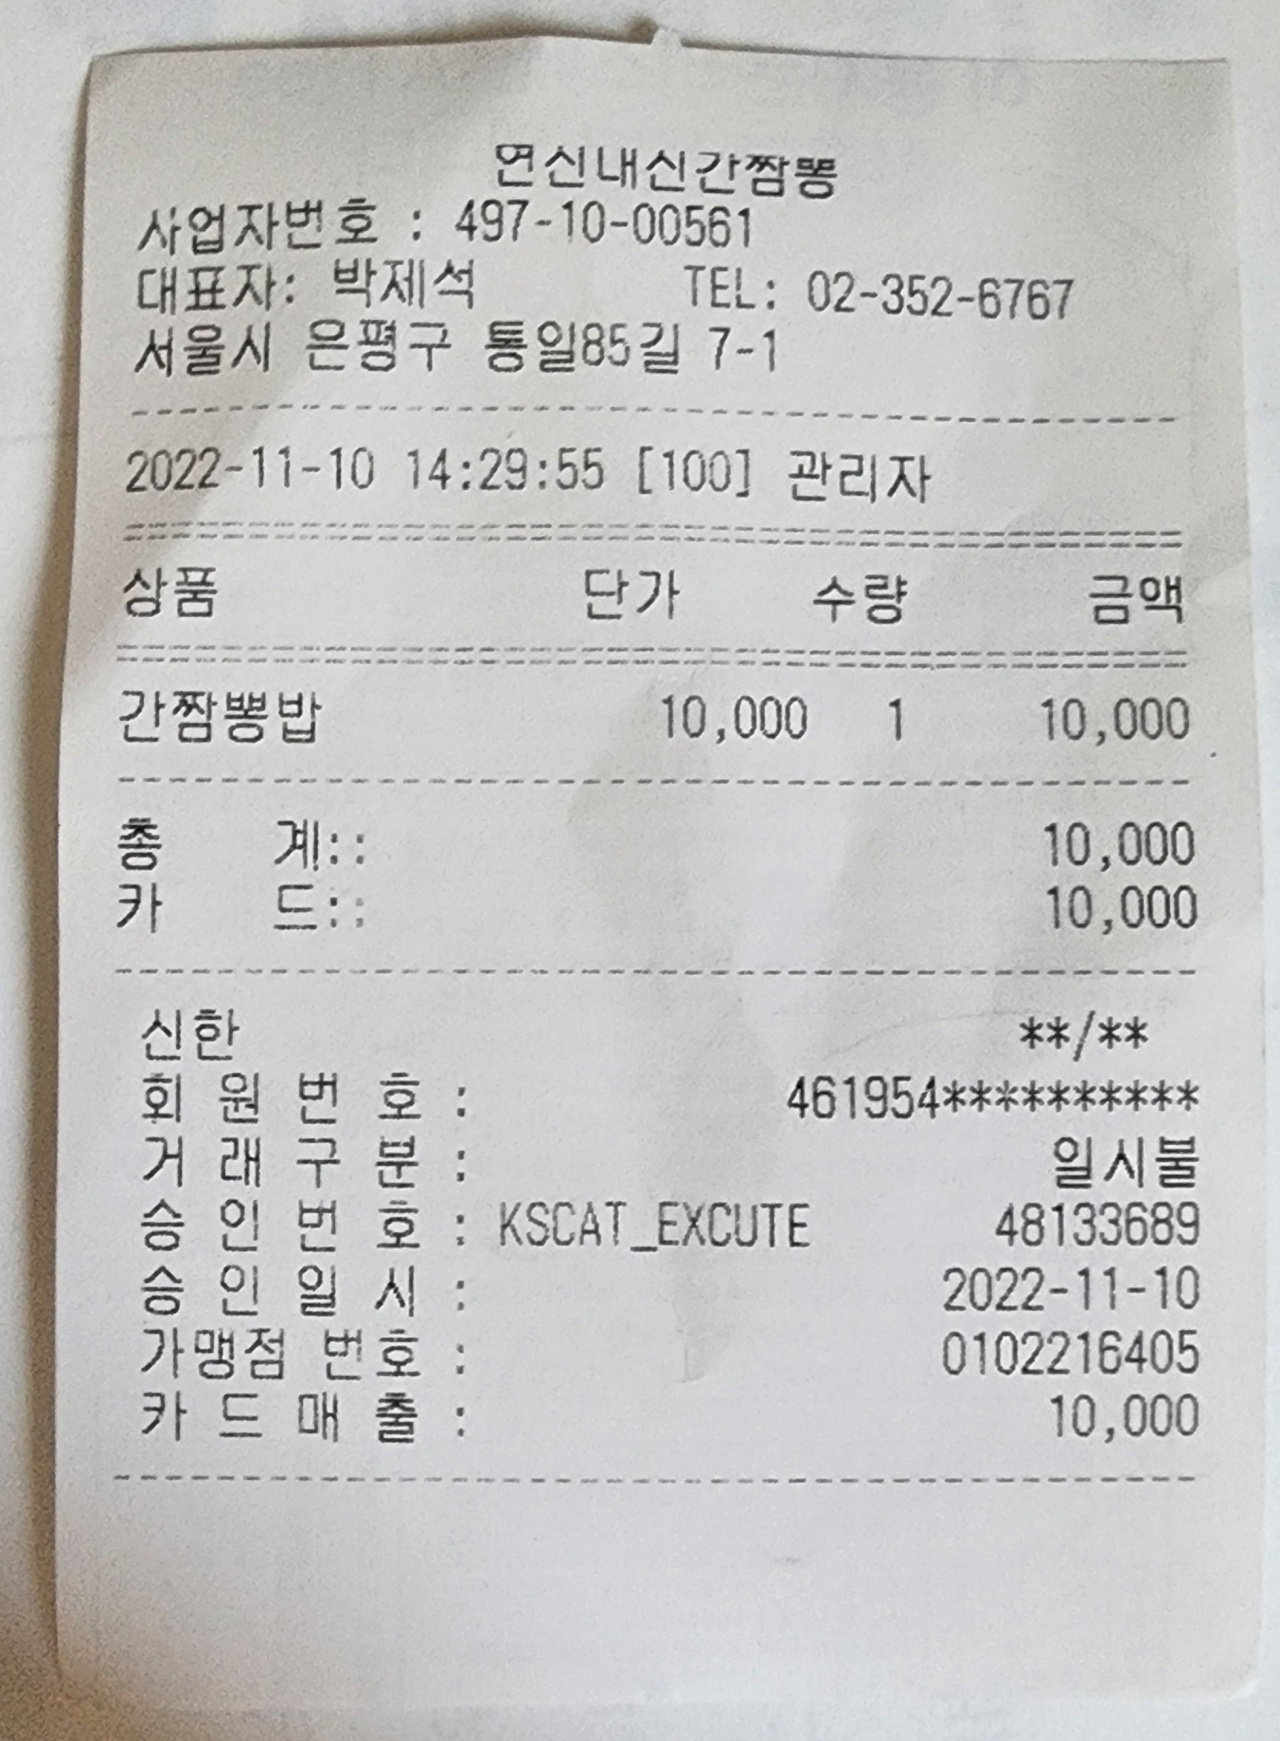 연신내신간짬뽕
사업자번호 : 497-10-00561
대표자: 박제석 TEL: 02-352-6767
서울시 은평구 통일85길 7-1
2022-11-10 14:29:55 [100] 관리자
상품 단가 수량 금액
간짬뽕밥 10,000 1 10,000
총 계:: 10,000
카 드:: 10,000
신한 **/**
회 원 번 호 : 461954**********
거 래 구 분 : 일시불
승 인 번 호 : KSCAT_EXCUTE 48133689
승 인 일 시 : 2022-11-10
가맹점 번호 : 0102216405
카 드 매 출 : 10,000